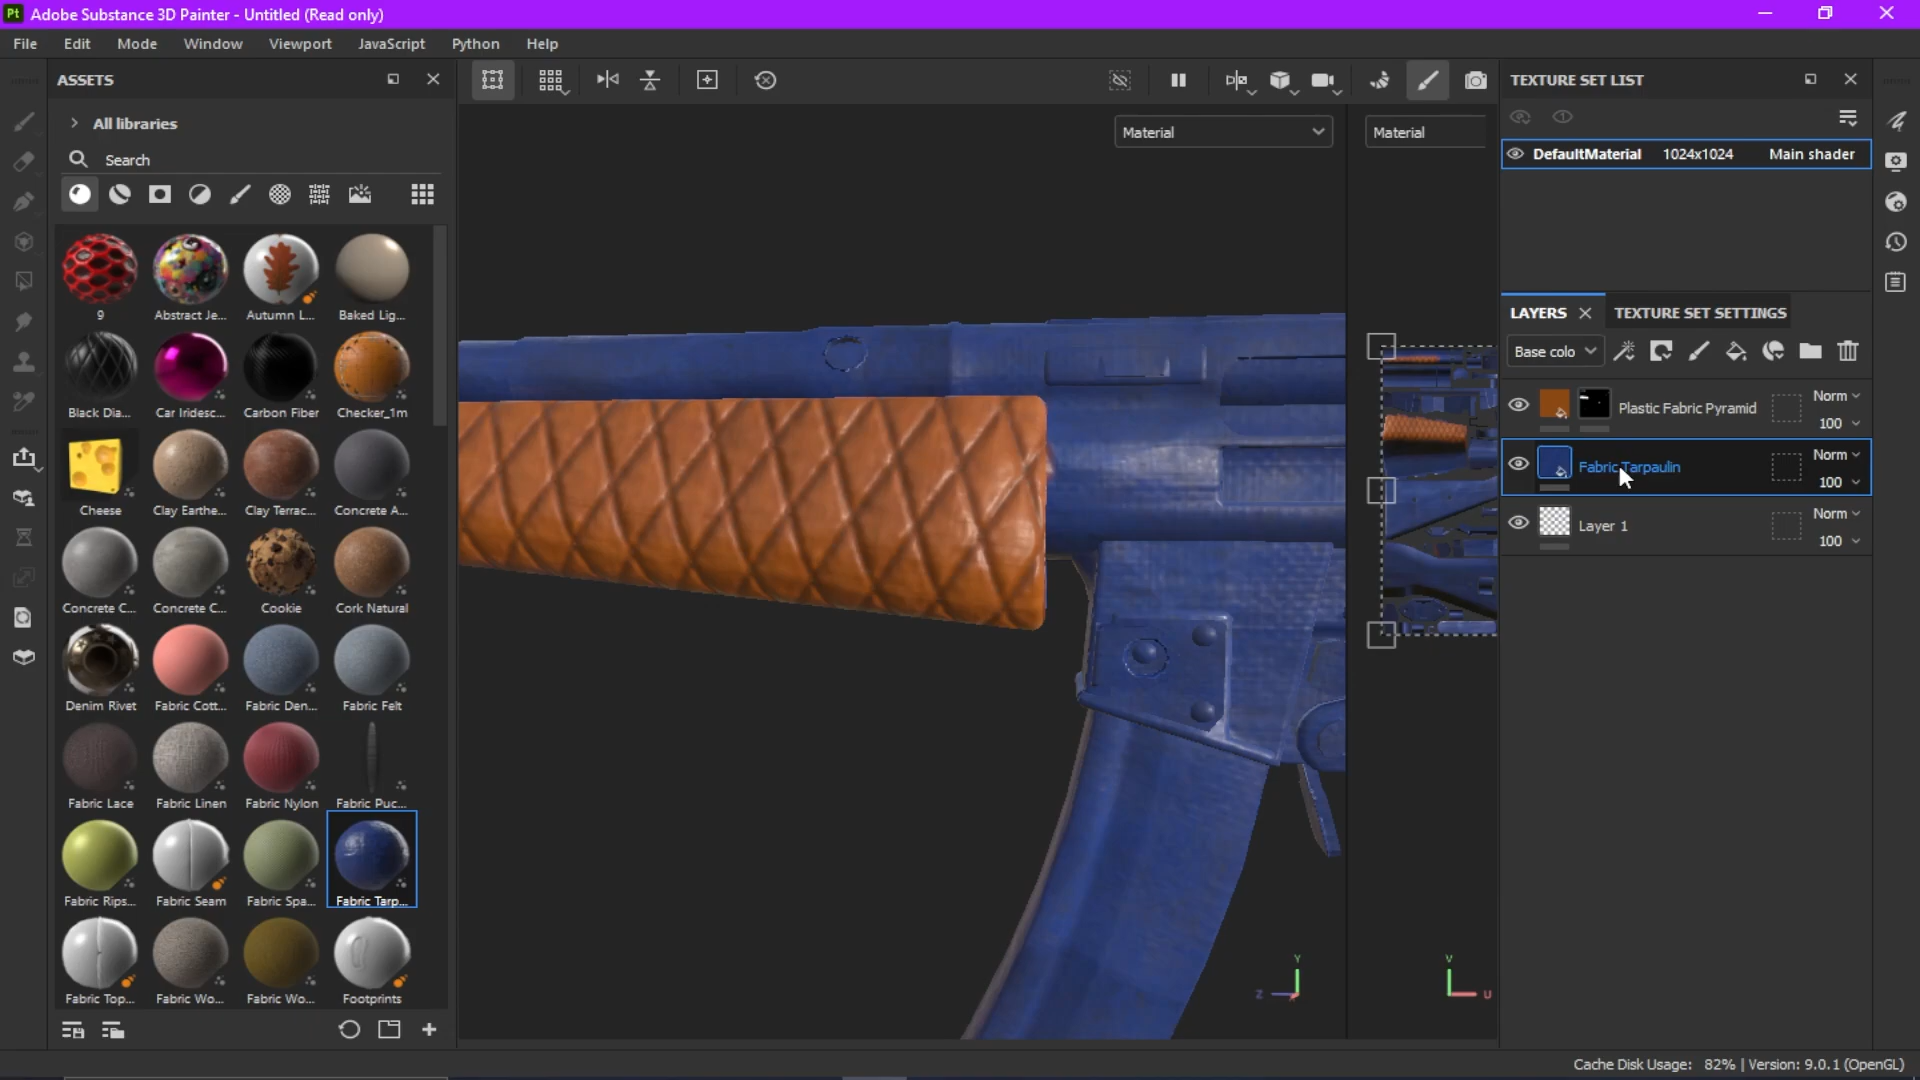 Pt Adobe Substance 3D Painter - Untitled (Read only)
File Edit Mode Window Viewport JavaScript Python Help
ASSETS
All libraries
Search
9 Abstract Je... Autumn L... Baked Lig...
Black Dia... Car Iridesc... Carbon Fiber Checker_1m
Cheese Clay Earthe... Clay Terrac... Concrete A...
Concrete C... Concrete C... Cookie Cork Natural
Denim Rivet Fabric Cott... Fabric Den... Fabric Felt
Fabric Lace Fabric Linen Fabric Nylon Fabric Puc...
Fabric Rips... Fabric Seam Fabric Spa... Fabric Tarp...
Fabric Top... Fabric Wo... Fabric Wo... Footprints
Material
Material
Y
Z
V
U
TEXTURE SET LIST
DefaultMaterial 1024x1024 Main shader
LAYERS TEXTURE SET SETTINGS
Base colo
Plastic Fabric Pyramid Norm
100
Fabric Tarpaulin Norm
100
Layer 1 Norm
100
Cache Disk Usage: 82% | Version: 9.0.1 (OpenGL)